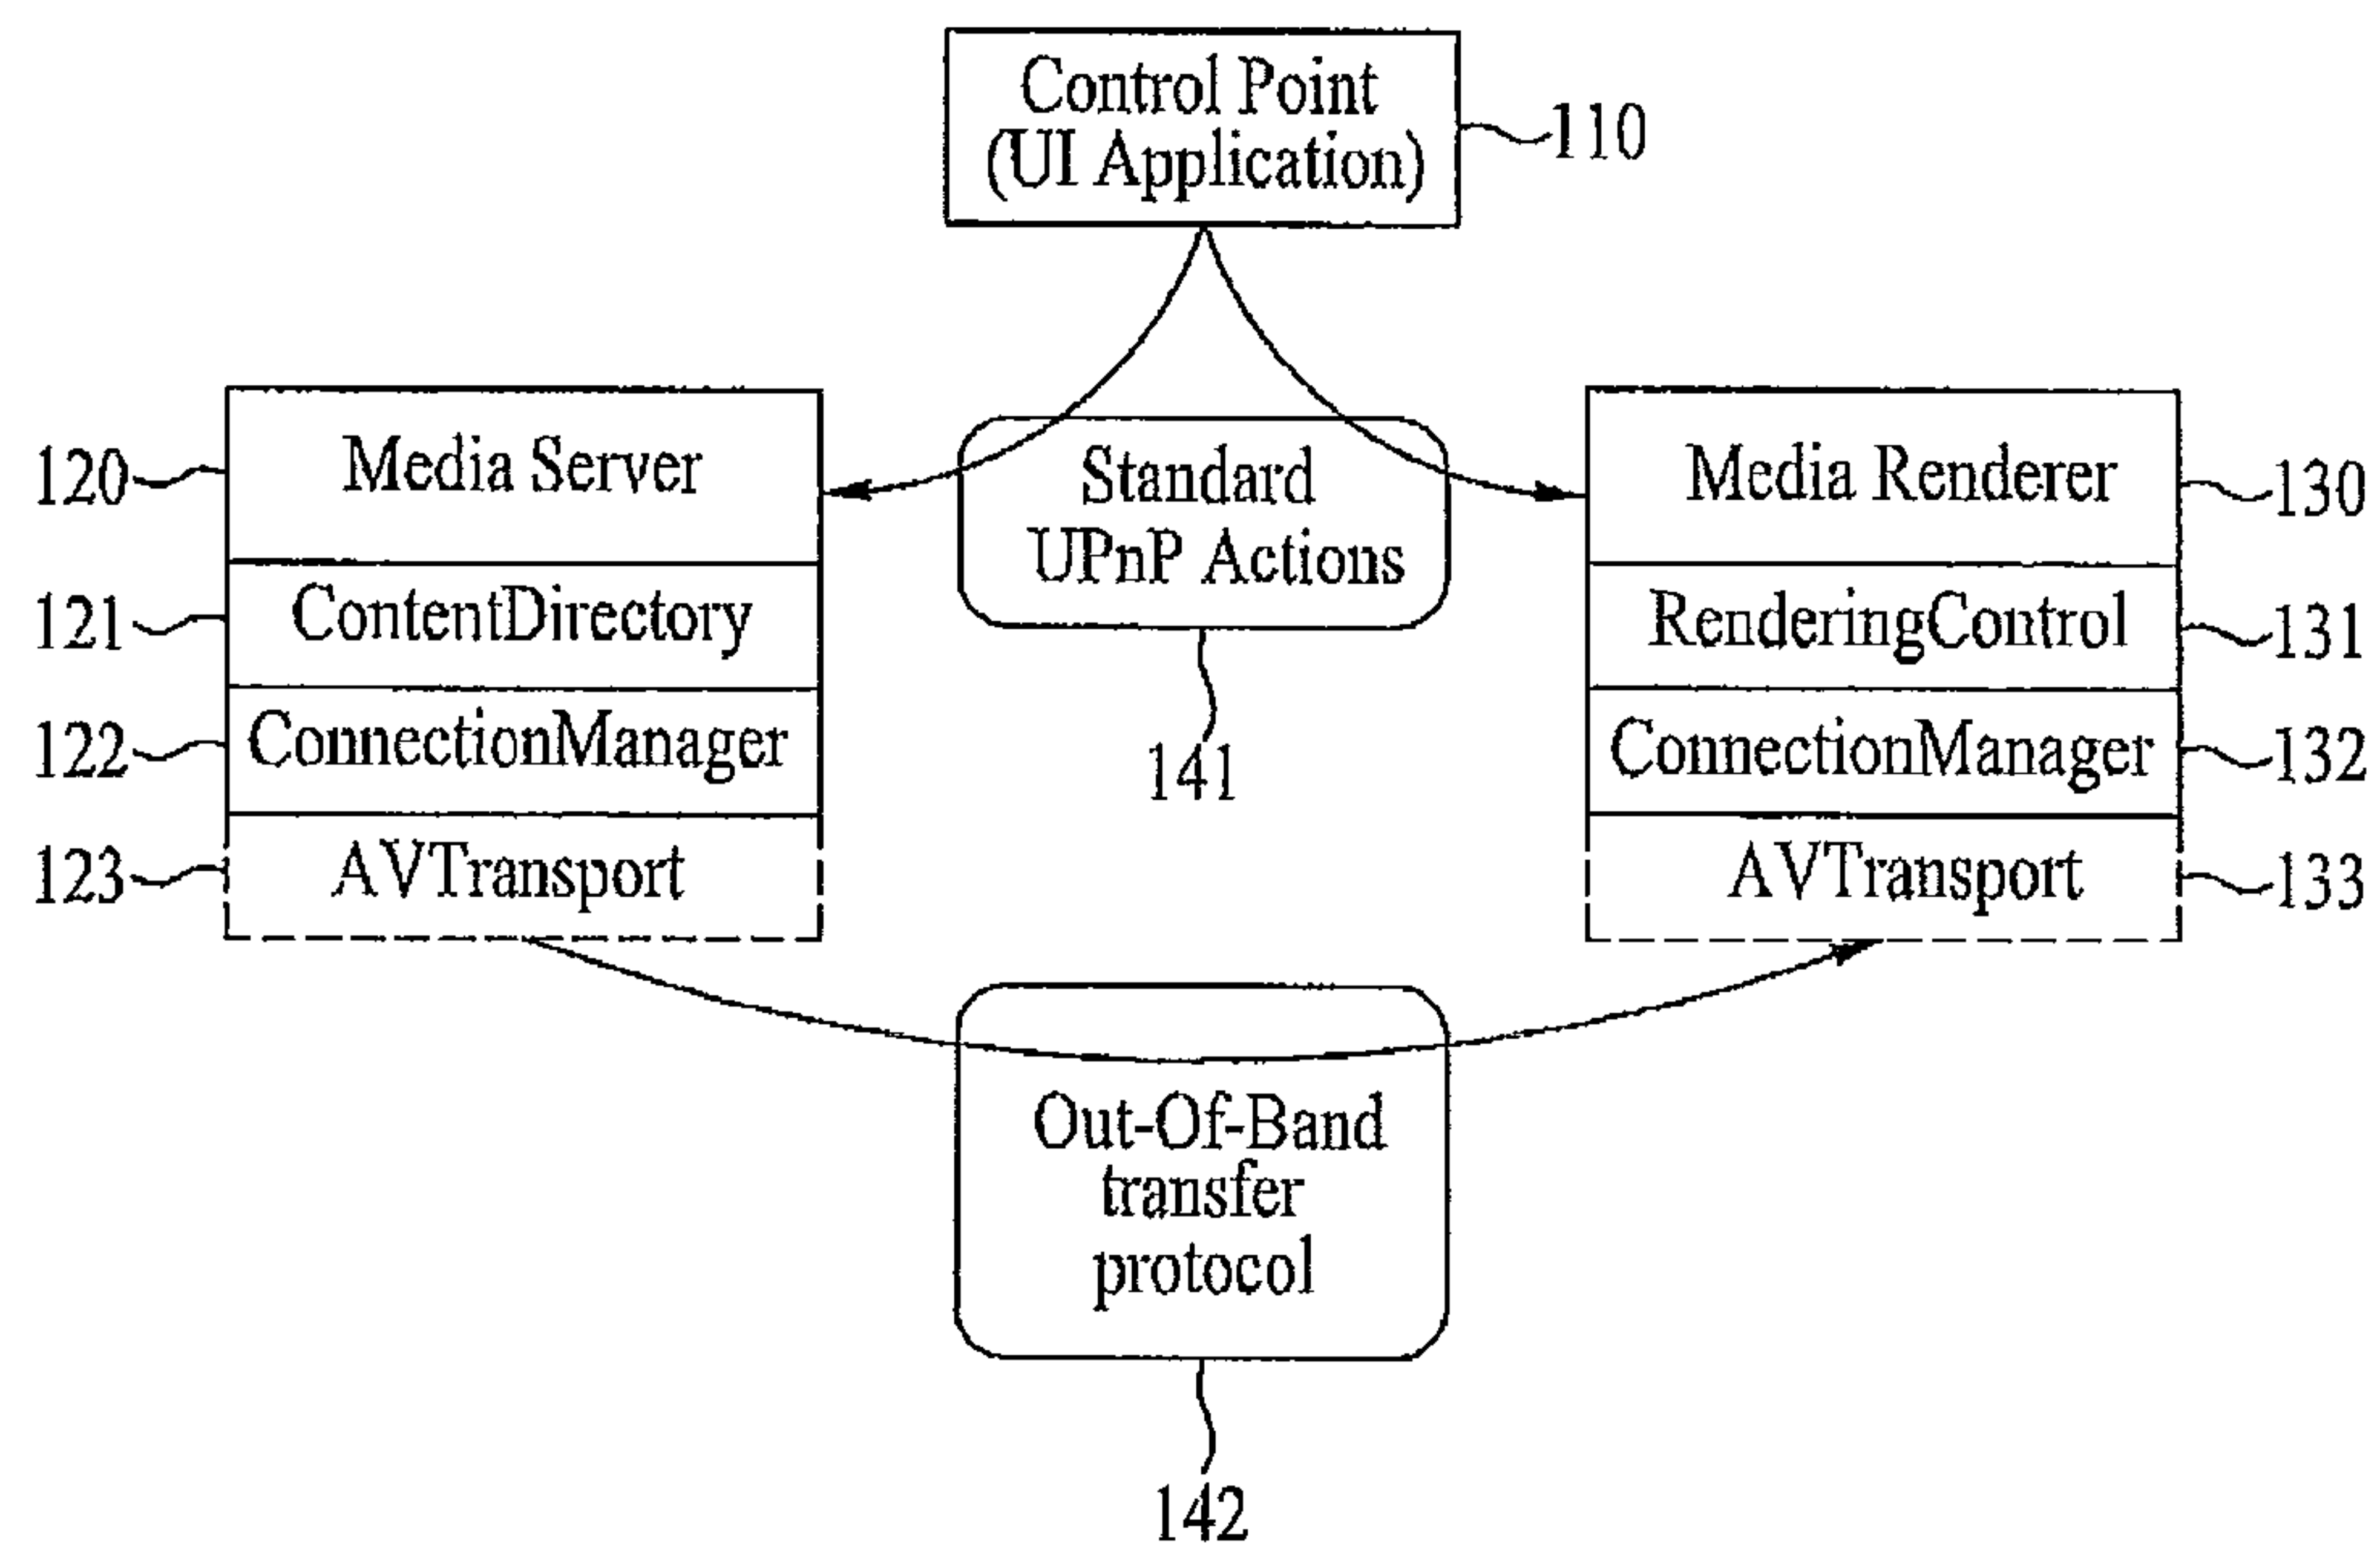 Control Point
(UI Application)
110
120
Media Server
Standard
UPnP Actions
Media Renderer
130
121
ContentDirectory
RenderingControl
131
122
ConnectionManager
141
ConnectionManager
132
123
AVTransport
AVTransport
133
Out-Of-Band
transfer
protocol
142